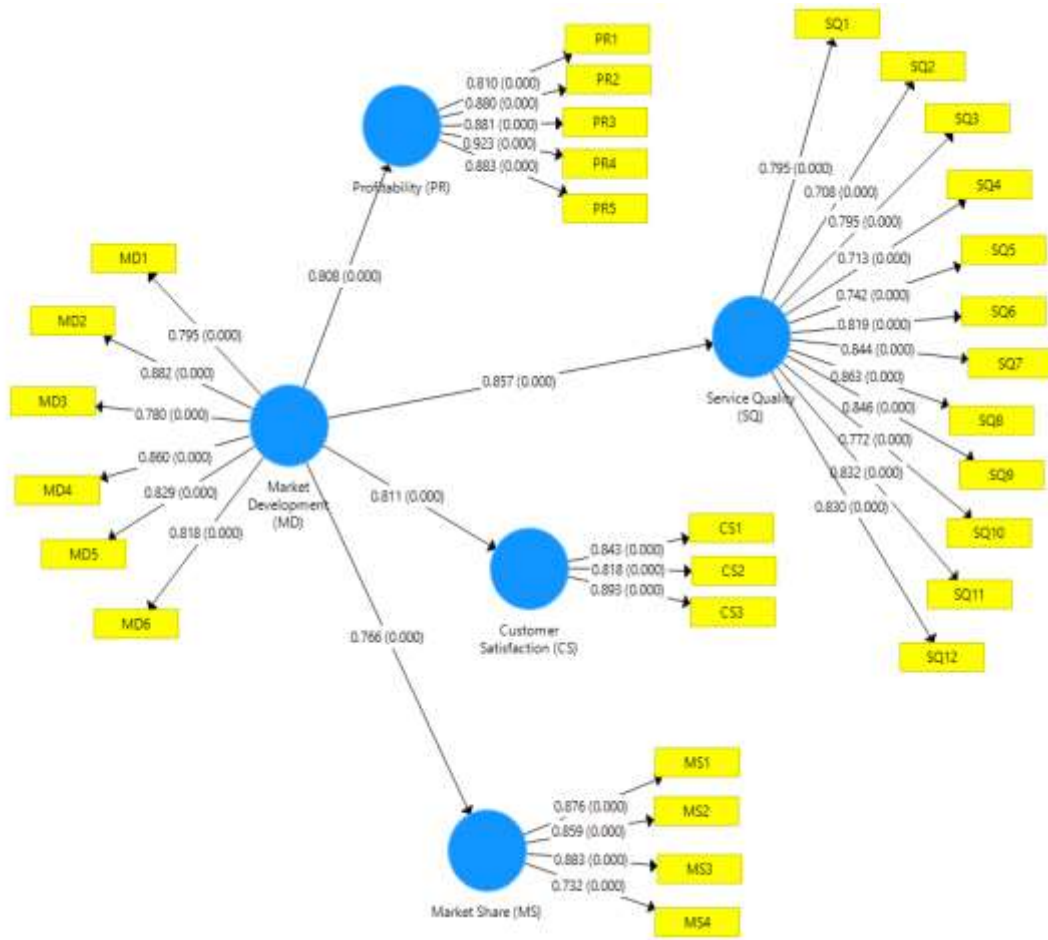 SQ1
PR1
SQ2
0.810 (0.000)
PR2
0.880 (0.000)
SQ3
PR3
0.881 (0.000)
0.923 (0.000)
PR4
0.883 (0.000)
0.795 (0.000)
SQ4
Profitability (PR)
PR5
0.708 (0.000)
0.795 (0.000)
SQ5
MD1
0.713 (0.000)
0.808 (0.000)
0.742 (0.000)
SQ6
MD2
0.795 (0.000)
0.819 (0.000)
0.844 (0.000)
SQ7
0.882 (0.000)
0.857 (0.000)
0.863 (0.000)
MD3
0.780 (0.000)
Service Quality
(SQ)
0.846 (0.000)
SQ8
0.860 (0.000)
0.772 (0.000)
SQ9
MD4
0.829 (0.000)
Market
Development
(MD)
0.832 (0.000)
0.818 (0.000)
0.811 (0.000)
0.830 (0.000)
CS1
SQ10
MD5
0.843 (0.000)
0.818 (0.000)
CS2
0.893 (0.000)
SQ11
CS3
MD6
0.766 (0.000)
Customer
Satisfaction (CS)
SQ12
MS1
0.876 (0.000)
MS2
0.859 (0.000)
0.883 (0.000)
MS3
0.732 (0.000)
Market Share (MS)
MS4